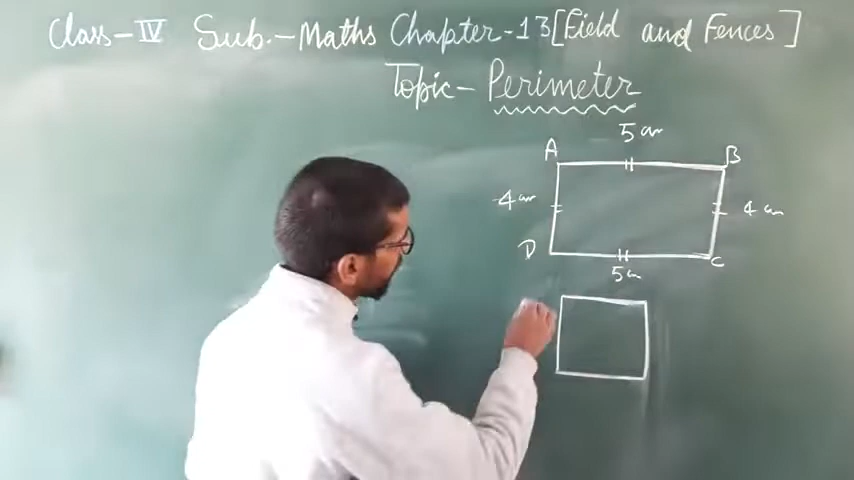 Class-IV Sub.-Maths Chapter-13[Field and Fences]
Topic- Perimeter
5 cm
A B
4 cm 4 cm
D C
5 cm